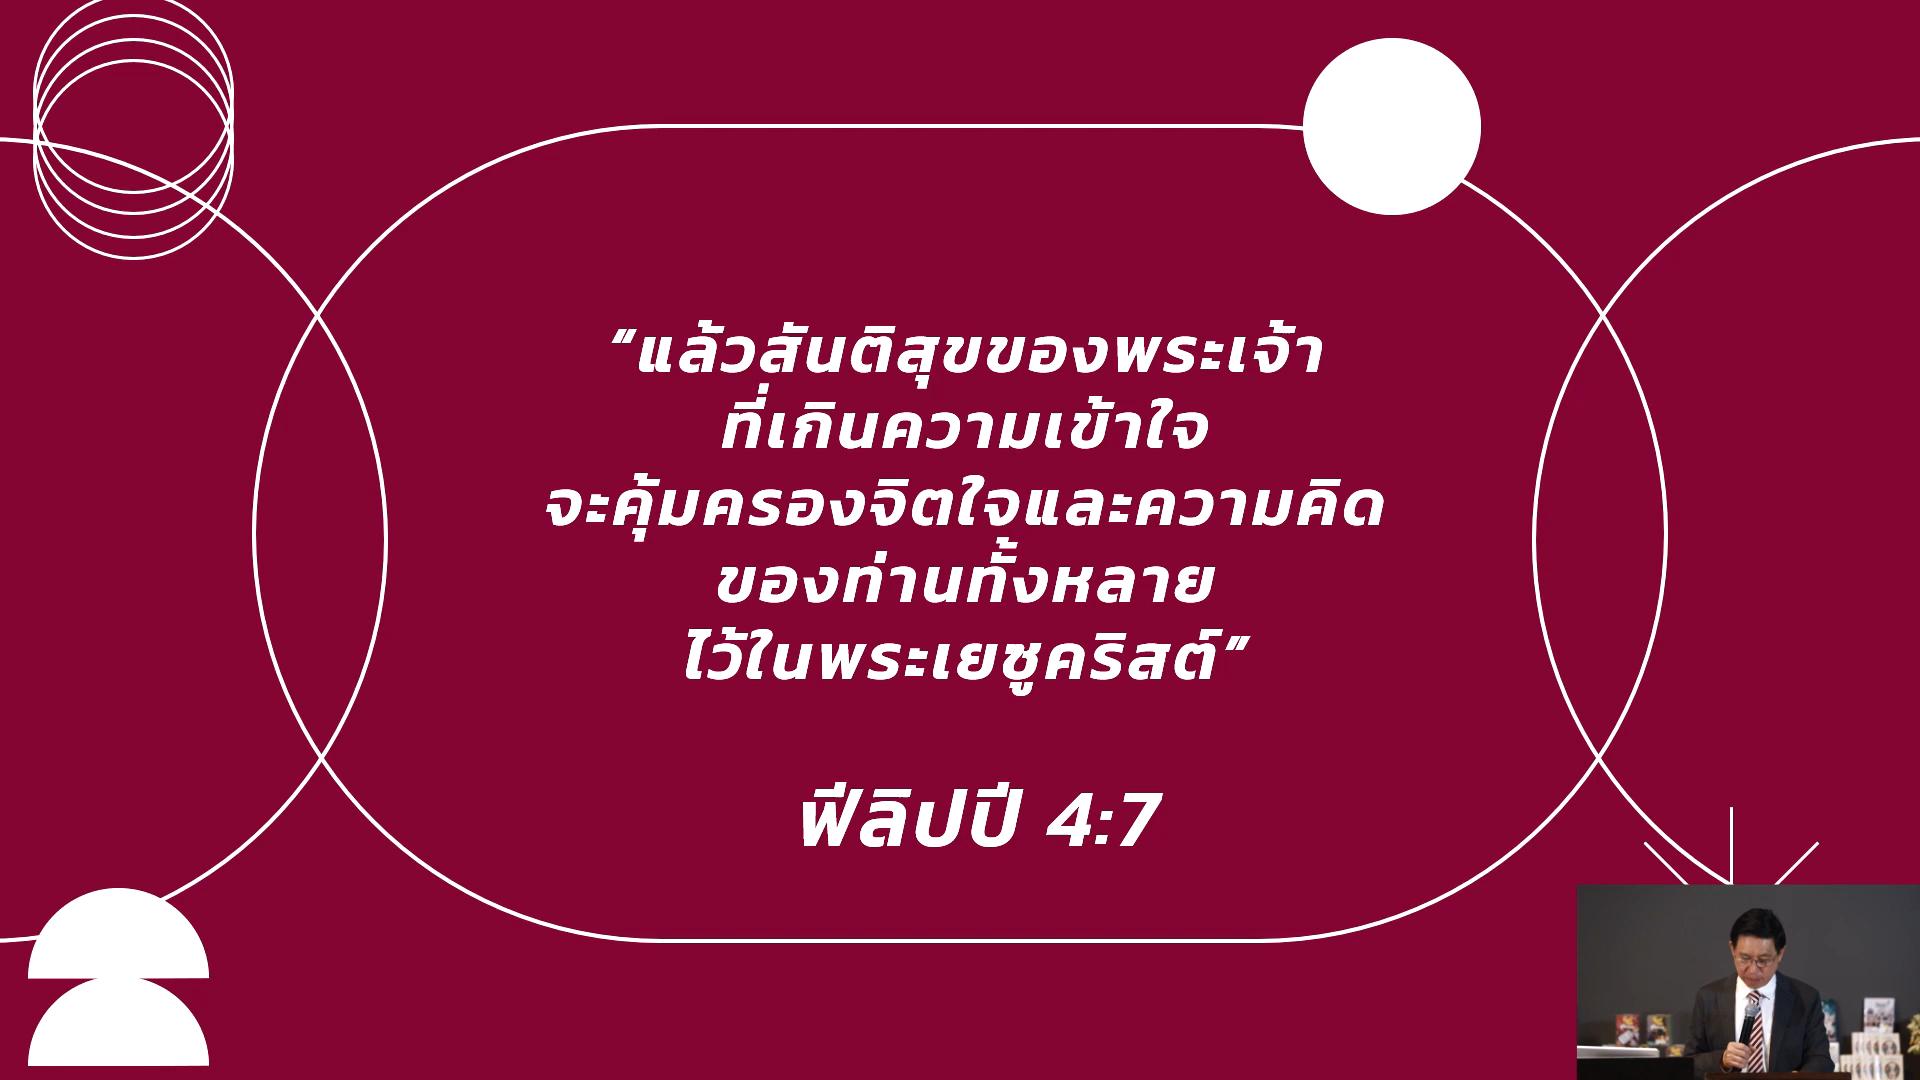 “แล้วสันติสุขของพระเจ้า
ที่เกินความเข้าใจ
จะคุ้มครองจิตใจและความคิด
ของท่านทั้งหลาย
ไว้ในพระเยซูคริสต์”
ฟีลิปปี 4:7